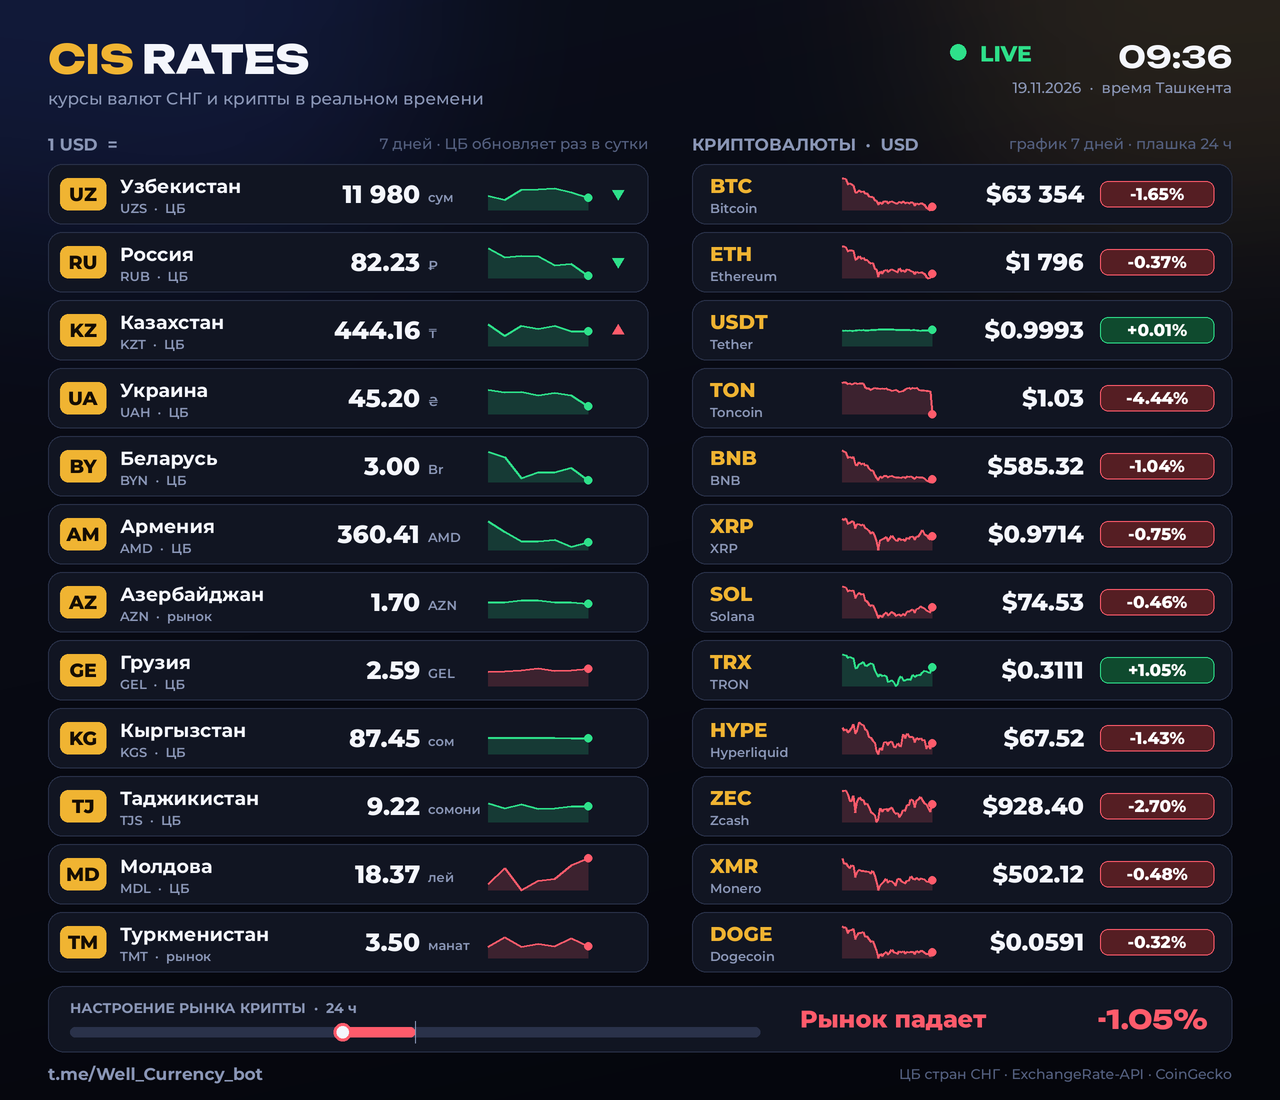 CIS RATES
курсы валют СНГ и крипты в реальном времени
LIVE
09:36
19.11.2026 · время Ташкента
1 USD =
7 дней · ЦБ обновляет раз в сутки
UZ Узбекистан 11 980 сум
UZS · ЦБ
RU Россия 82.23 ₽
RUB · ЦБ
KZ Казахстан 444.16 ₸
KZT · ЦБ
UA Украина 45.20 ₴
UAH · ЦБ
BY Беларусь 3.00 Br
BYN · ЦБ
AM Армения 360.41 AMD
AMD · ЦБ
AZ Азербайджан 1.70 AZN
AZN · рынок
GE Грузия 2.59 GEL
GEL · ЦБ
KG Кыргызстан 87.45 сом
KGS · ЦБ
TJ Таджикистан 9.22 сомони
TJS · ЦБ
MD Молдова 18.37 лей
MDL · ЦБ
TM Туркменистан 3.50 манат
TMT · рынок
КРИПТОВАЛЮТЫ · USD
график 7 дней · плашка 24 ч
BTC $63 354 -1.65%
Bitcoin
ETH $1 796 -0.37%
Ethereum
USDT $0.9993 +0.01%
Tether
TON $1.03 -4.44%
Toncoin
BNB $585.32 -1.04%
BNB
XRP $0.9714 -0.75%
XRP
SOL $74.53 -0.46%
Solana
TRX $0.3111 +1.05%
TRON
HYPE $67.52 -1.43%
Hyperliquid
ZEC $928.40 -2.70%
Zcash
XMR $502.12 -0.48%
Monero
DOGE $0.0591 -0.32%
Dogecoin
НАСТРОЕНИЕ РЫНКА КРИПТЫ · 24 ч
Рынок падает -1.05%
t.me/Well_Currency_bot
ЦБ стран СНГ · ExchangeRate-API · CoinGecko